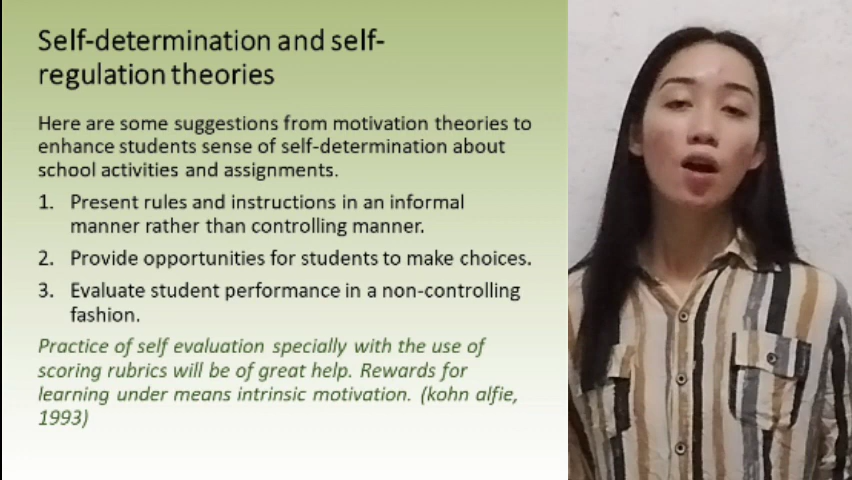 Self-determination and self-
regulation theories
Here are some suggestions from motivation theories to
enhance students sense of self-determination about
school activities and assignments.
1. Present rules and instructions in an informal
manner rather than controlling manner.
2. Provide opportunities for students to make choices.
3. Evaluate student performance in a non-controlling
fashion.
Practice of self evaluation specially with the use of
scoring rubrics will be of great help. Rewards for
learning under means intrinsic motivation. (kohn alfie,
1993)